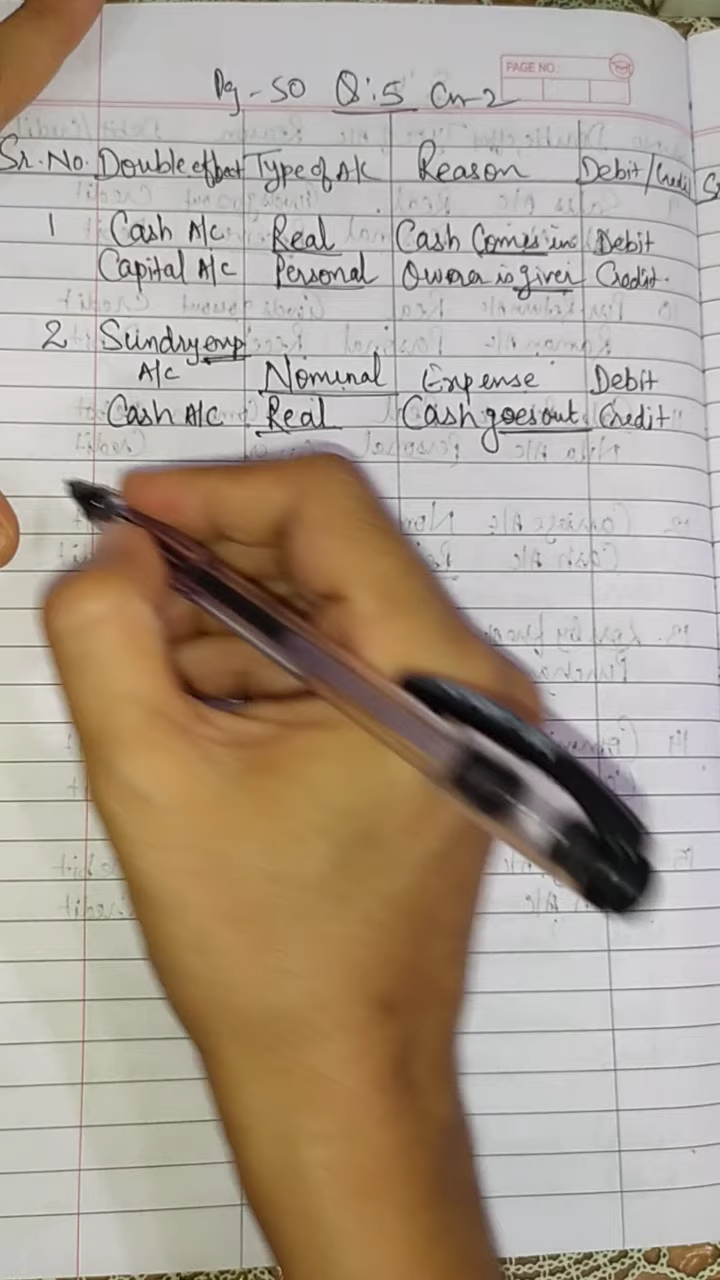 PAGE NO.
Pg-50 Q:5 Ch-2
Sr. No. Double effect Type of A/c Reason Debit/Credit
1 Cash A/c Real Cash Comes in Debit
Capital A/c Personal Owner is giver Credit.
2 Sundry exp
A/c Nominal Expense Debit
Cash A/c Real Cash goes out Credit